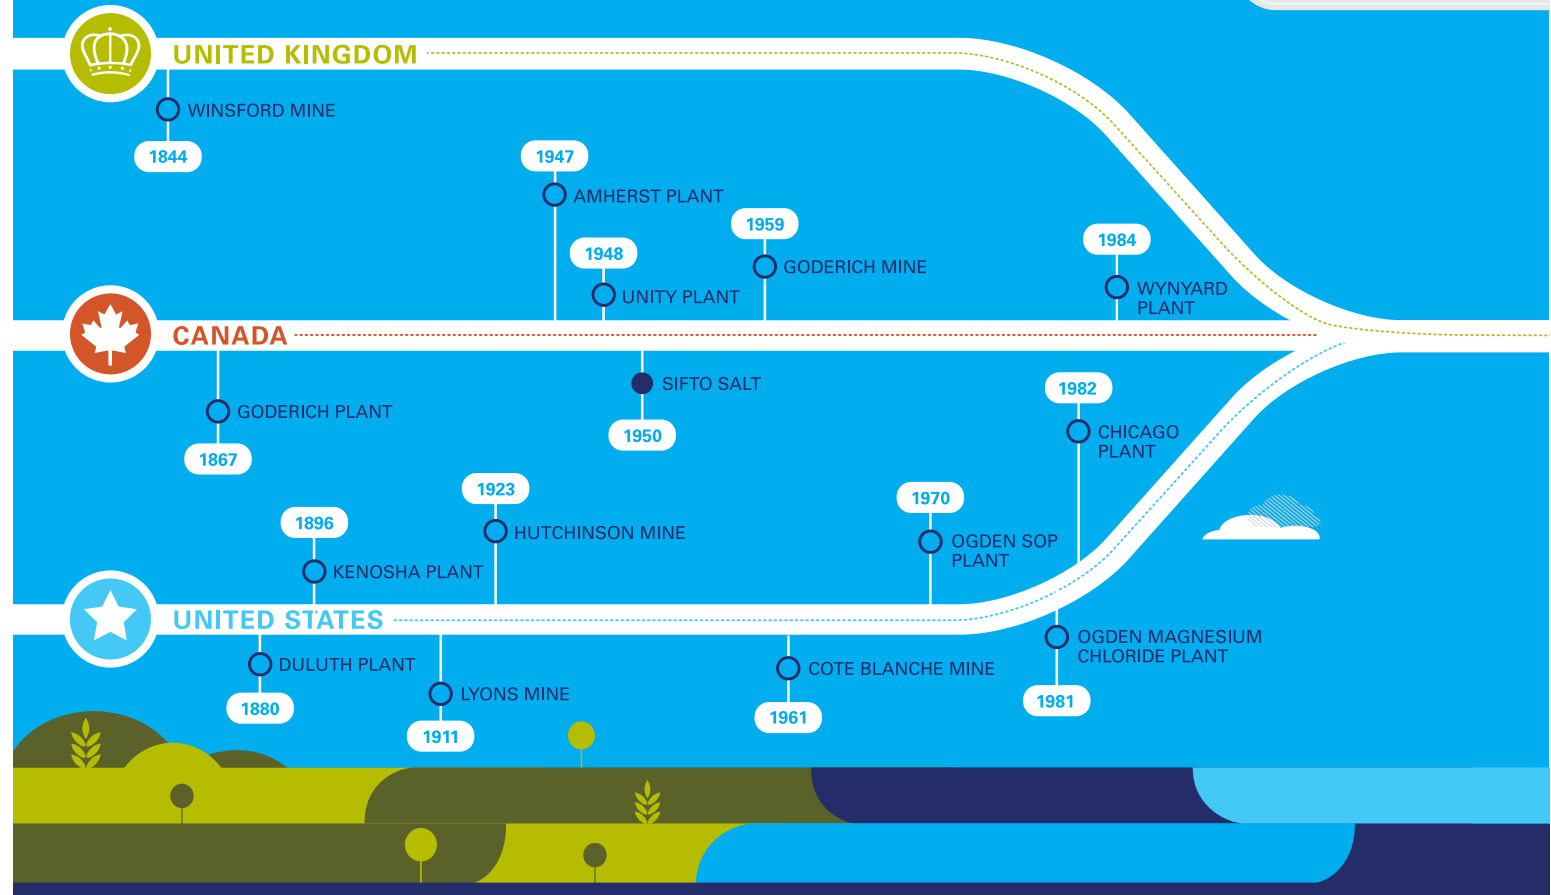 UNITED KINGDOM
WINSFORD MINE
1844
1947
AMHERST PLANT
1948
UNITY PLANT
1959
GODERICH MINE
1984
WYNYARD
PLANT
CANADA
GODERICH PLANT
1867
SIFTO SALT
1950
1982
CHICAGO
PLANT
1896
KENOSHA PLANT
1923
HUTCHINSON MINE
1970
OGDEN SOP
PLANT
UNITED STATES
DULUTH PLANT
1880
LYONS MINE
1911
COTE BLANCHE MINE
1961
OGDEN MAGNESIUM
CHLORIDE PLANT
1981